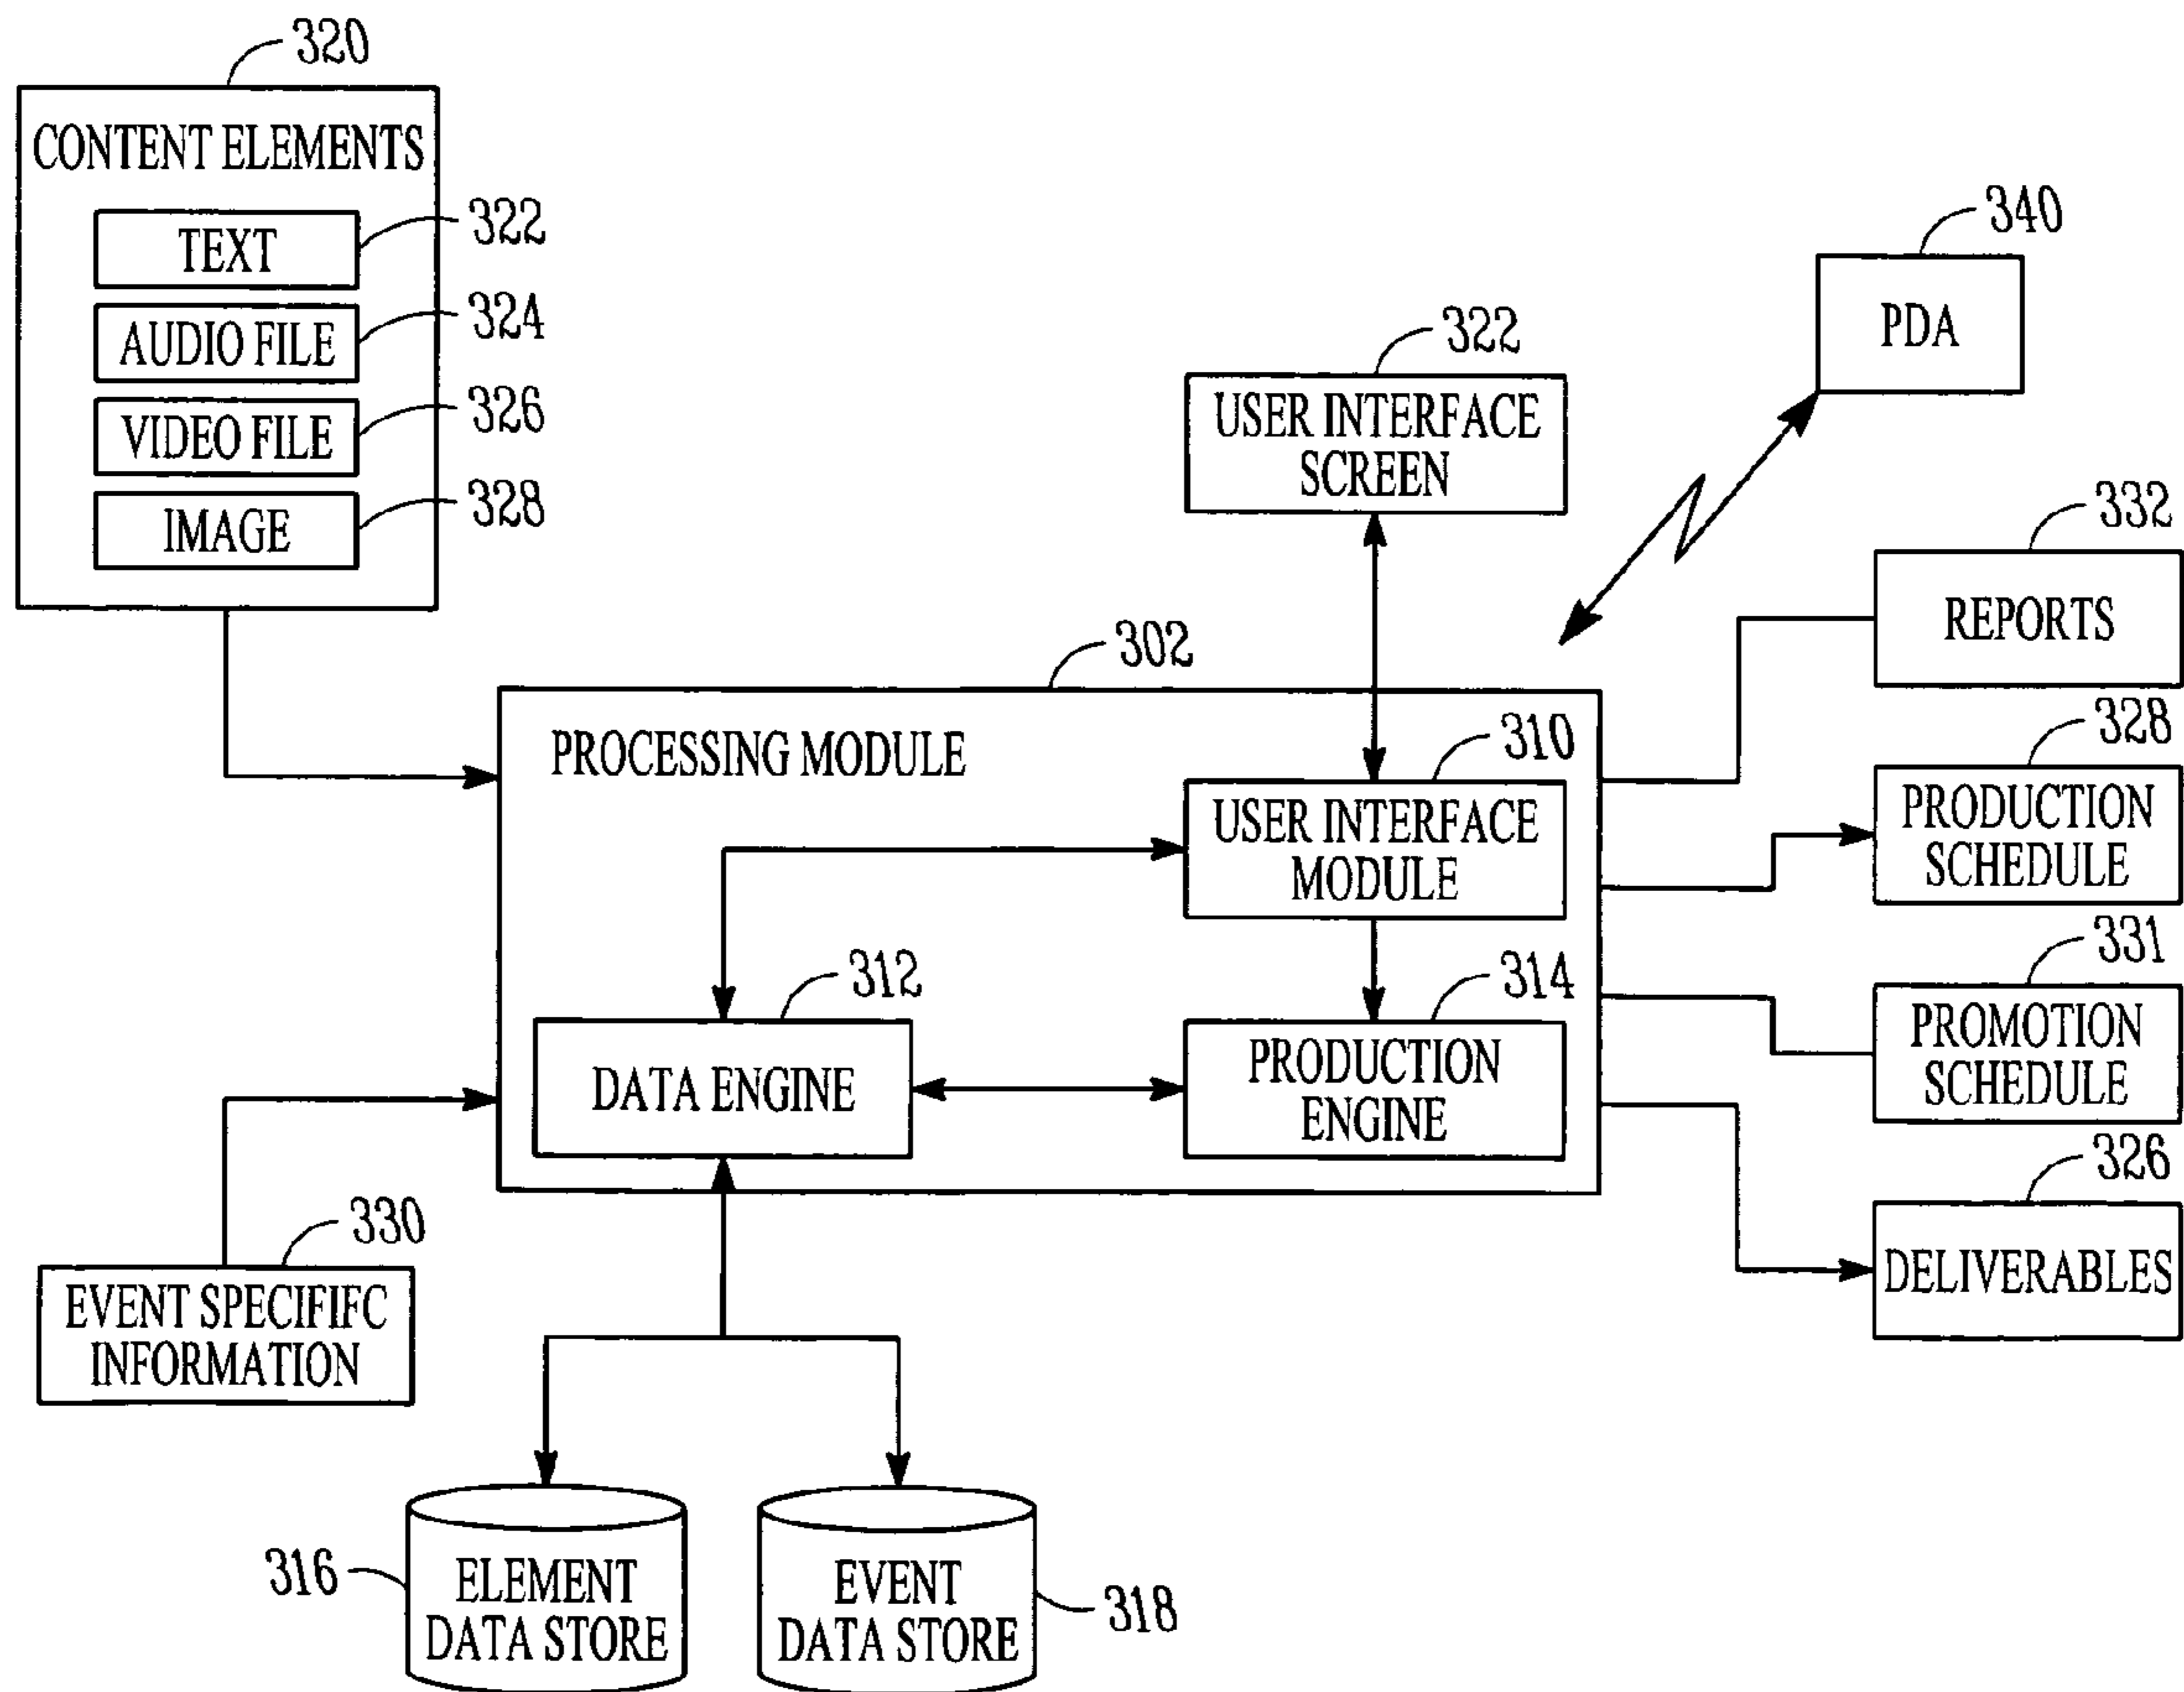 320
CONTENT ELEMENTS
TEXT
322
AUDIO FILE
324
VIDEO FILE
326
IMAGE
328
340
PDA
322
USER INTERFACE
SCREEN
332
REPORTS
302
PROCESSING MODULE
310
USER INTERFACE
MODULE
328
PRODUCTION
SCHEDULE
312
DATA ENGINE
314
PRODUCTION
ENGINE
331
PROMOTION
SCHEDULE
326
DELIVERABLES
330
EVENT SPECIFIFC
INFORMATION
316
ELEMENT
DATA STORE
EVENT
DATA STORE
318